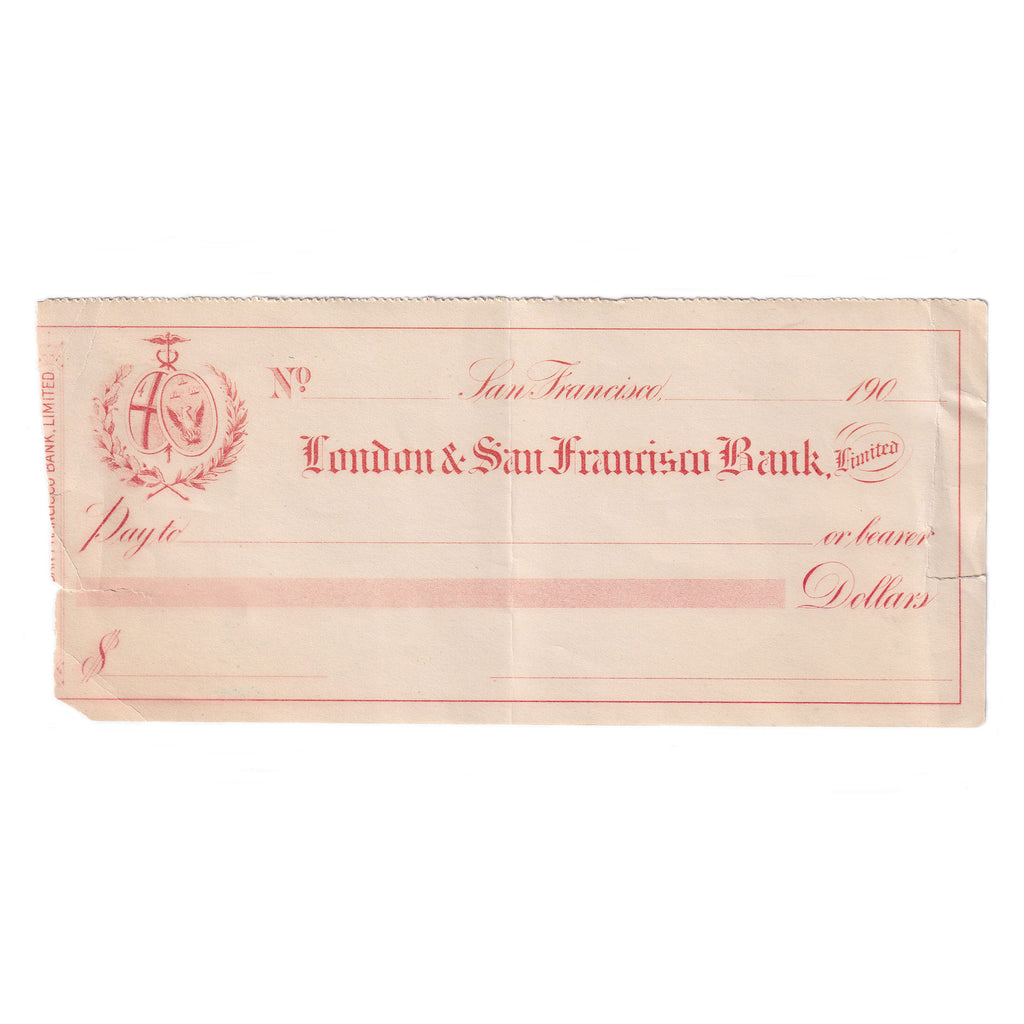 Nº San Francisco, 190
London & San Francisco Bank, Limited
Pay to or bearer
Dollars
$
BANK, LIMITED